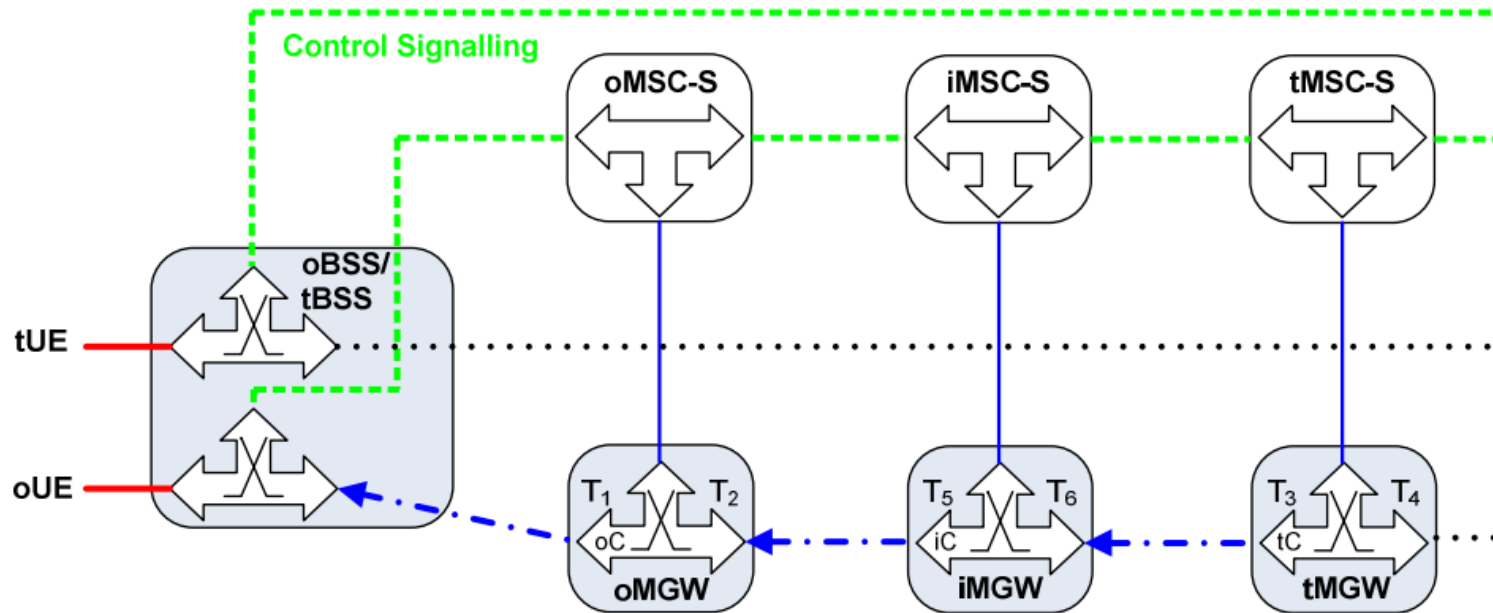 Control Signalling
oMSC-S
iMSC-S
tMSC-S
oBSS/
tBSS
tUE
oUE
T1
T2
oC
oMGW
T5
T6
iC
iMGW
T3
T4
tC
tMGW